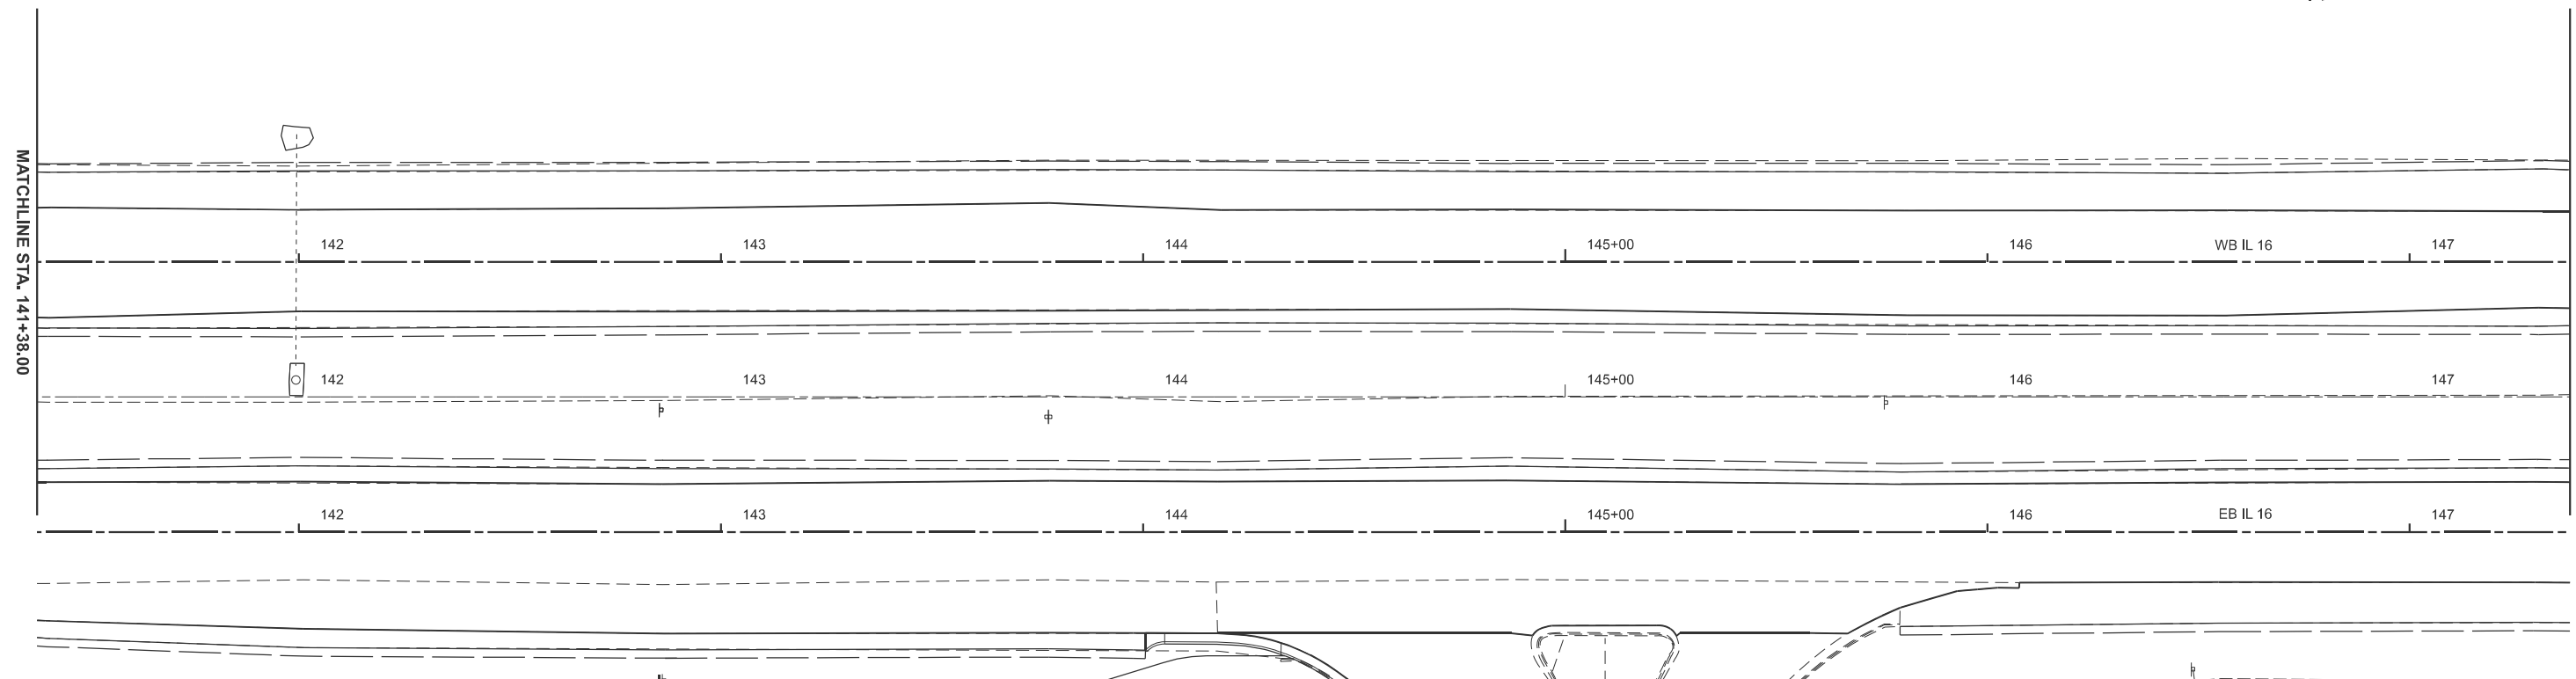 MATCHLINE STA. 141+38.00
142 143 144 145+00 146 WB IL 16 147
142 143 144 145+00 146 147
142 143 144 145+00 146 EB IL 16 147